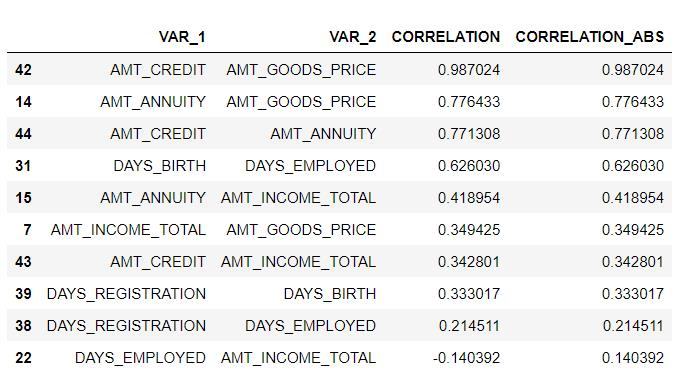 VAR_1 VAR_2 CORRELATION CORRELATION_ABS
42 AMT_CREDIT AMT_GOODS_PRICE 0.987024 0.987024
14 AMT_ANNUITY AMT_GOODS_PRICE 0.776433 0.776433
44 AMT_CREDIT AMT_ANNUITY 0.771308 0.771308
31 DAYS_BIRTH DAYS_EMPLOYED 0.626030 0.626030
15 AMT_ANNUITY AMT_INCOME_TOTAL 0.418954 0.418954
7 AMT_INCOME_TOTAL AMT_GOODS_PRICE 0.349425 0.349425
43 AMT_CREDIT AMT_INCOME_TOTAL 0.342801 0.342801
39 DAYS_REGISTRATION DAYS_BIRTH 0.333017 0.333017
38 DAYS_REGISTRATION DAYS_EMPLOYED 0.214511 0.214511
22 DAYS_EMPLOYED AMT_INCOME_TOTAL -0.140392 0.140392